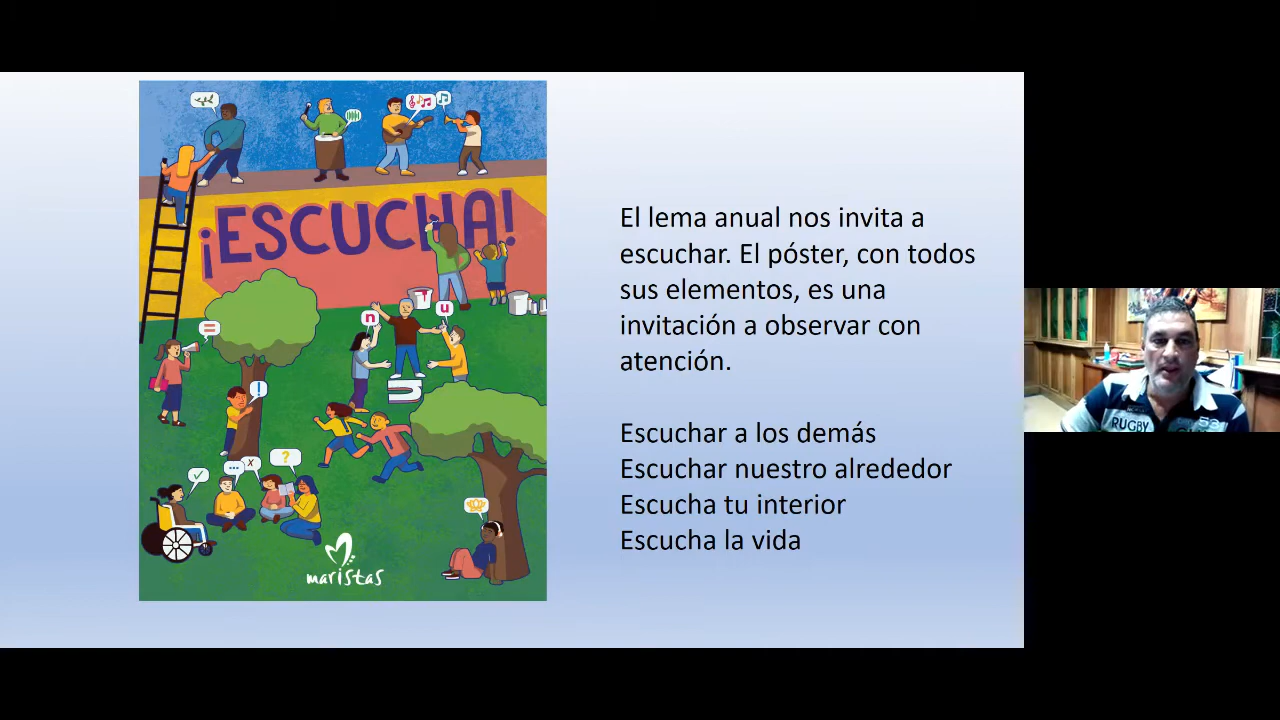 ¡ESCUCHA!
=
n
u
!
✓
...
x
?
maristas
El lema anual nos invita a
escuchar. El póster, con todos
sus elementos, es una
invitación a observar con
atención.
Escuchar a los demás
Escuchar nuestro alrededor
Escucha tu interior
Escucha la vida
RUGBY